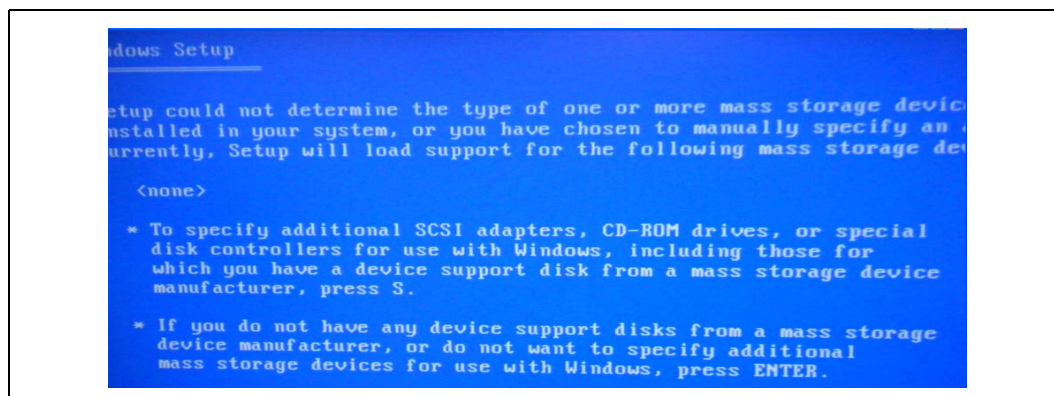 dows Setup
etup could not determine the type of one or more mass storage devic
nstalled in your system, or you have chosen to manually specify an
urrently, Setup will load support for the following mass storage de
<none>
* To specify additional SCSI adapters, CD-ROM drives, or special
disk controllers for use with Windows, including those for
which you have a device support disk from a mass storage device
manufacturer, press S.
* If you do not have any device support disks from a mass storage
device manufacturer, or do not want to specify additional
mass storage devices for use with Windows, press ENTER.